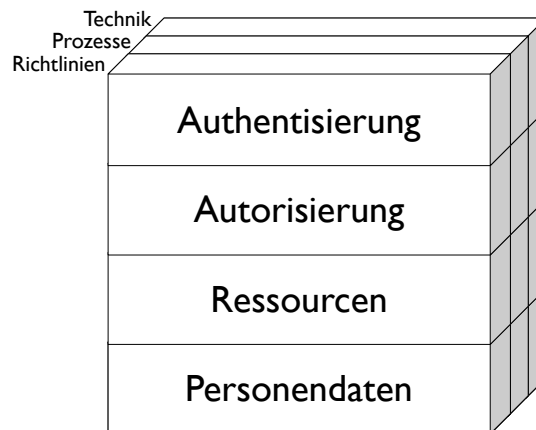 Technik
Prozesse
Richtlinien
Authentisierung
Autorisierung
Ressourcen
Personendaten